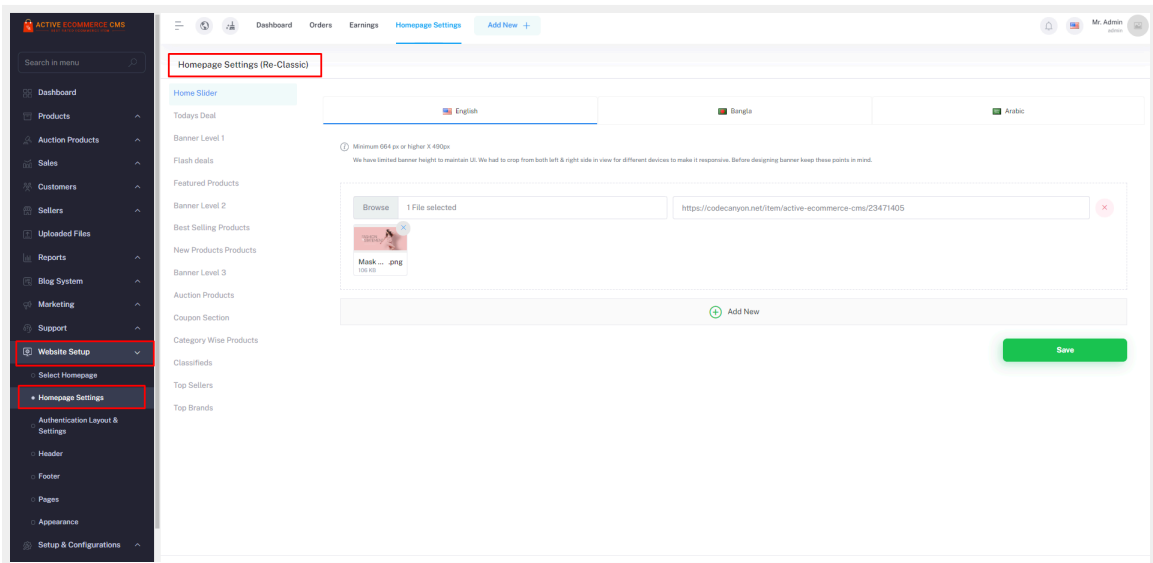 ACTIVE ECOMMERCE CMS
Dashboard
Orders
Earnings
Homepage Settings
Add New +
Mr. Admin
admin
Search in menu
Dashboard
Products
Auction Products
Sales
Customers
Sellers
Uploaded Files
Reports
Blog System
Marketing
Support
Website Setup
Select Homepage
Homepage Settings
Authentication Layout &
Settings
Header
Footer
Pages
Appearance
Setup & Configurations
Homepage Settings (Re-Classic)
Home Slider
Todays Deal
Banner Level 1
Flash deals
Featured Products
Banner Level 2
Best Selling Products
New Products Products
Banner Level 3
Auction Products
Coupon Section
Category Wise Products
Classifieds
Top Sellers
Top Brands
English
Bangla
Arabic
Minimum 664 px or higher X 490px
We have limited banner height to maintain UI. We had to crop from both left & right side in view for different devices to make it responsive. Before designing banner keep these points in mind.
Browse
1 File selected
https://codecanyon.net/item/active-ecommerce-cms/23471405
Mask ... .png
106 KB
Add New
Save